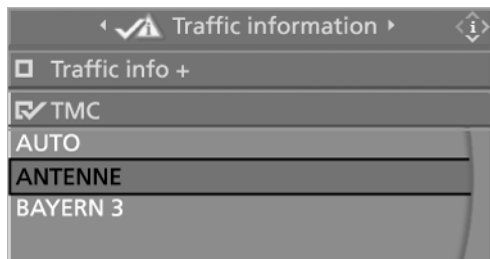 Traffic information
Traffic info +
TMC
AUTO
ANTENNE
BAYERN 3